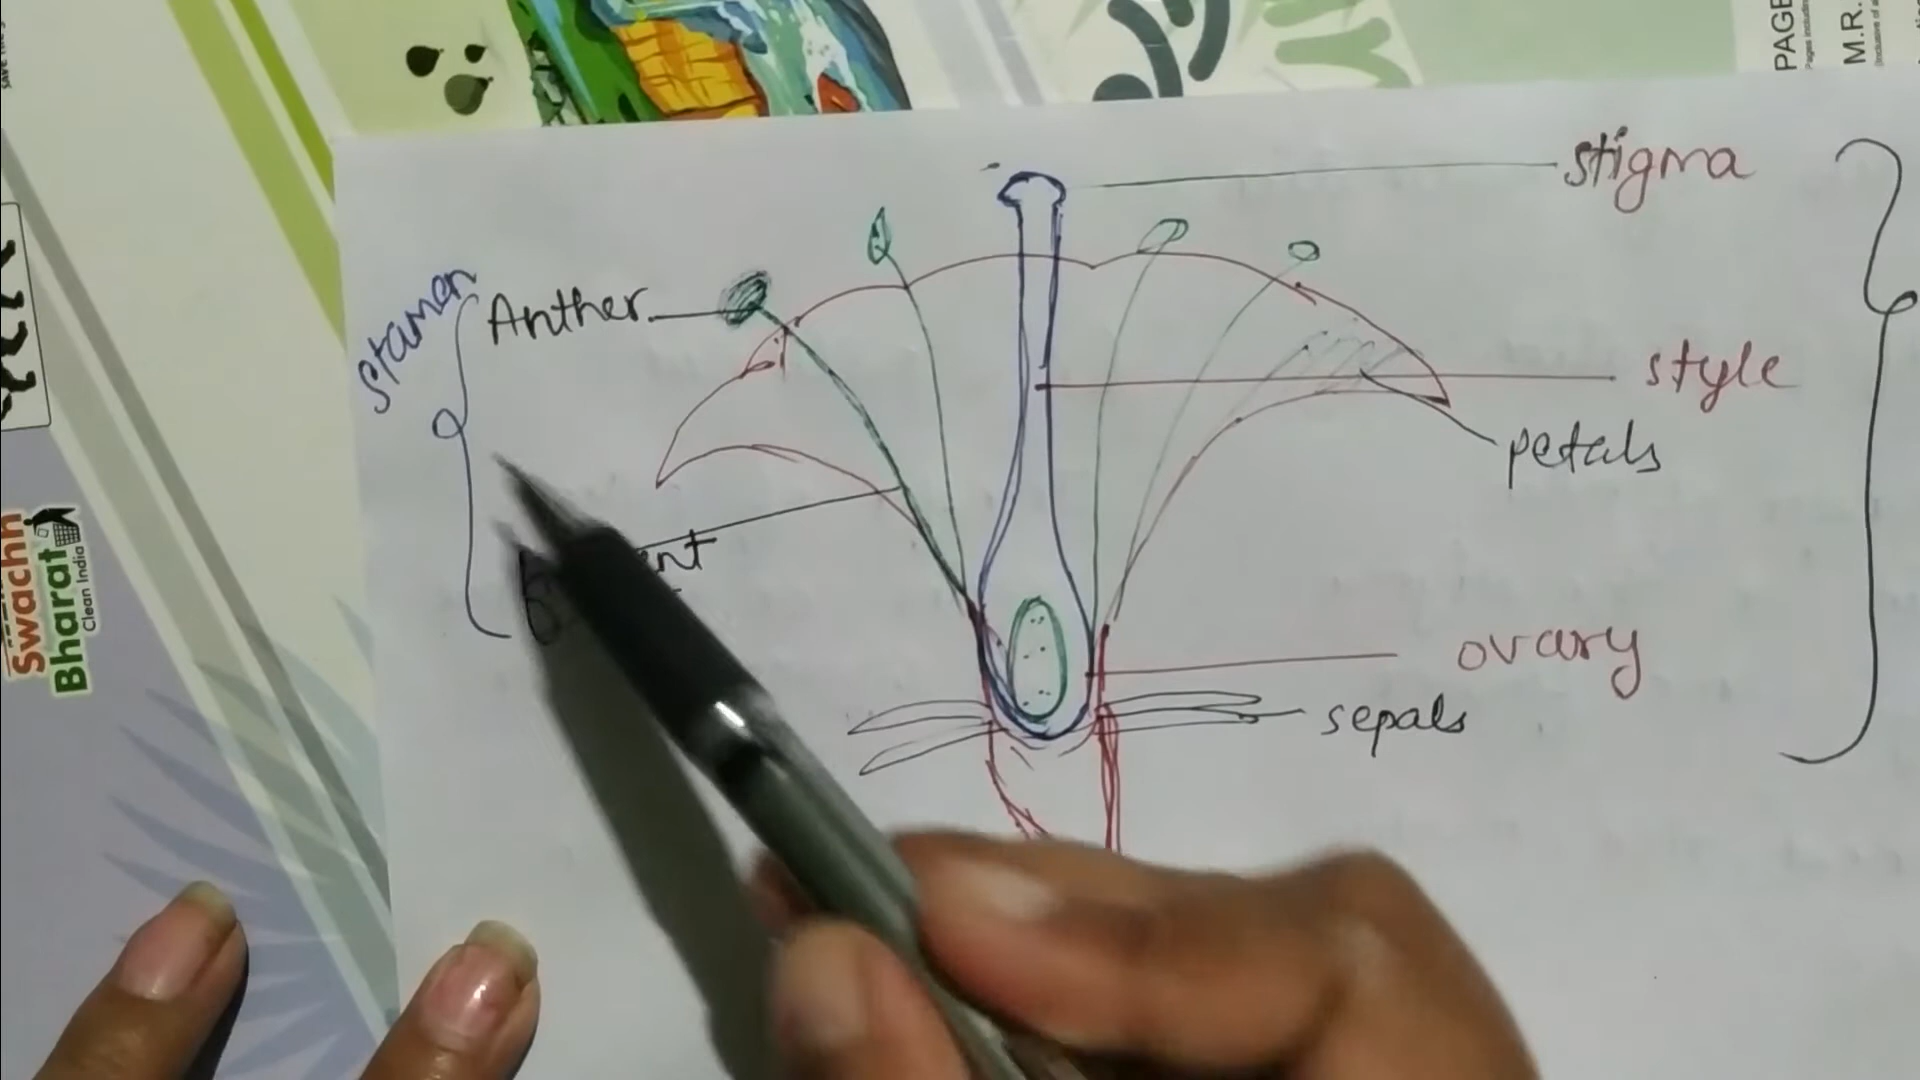 PAGE
M.R.
stigma
Stamen
Anther
style
petals
ovary
sepals
Swachh
Bharat
Clean India